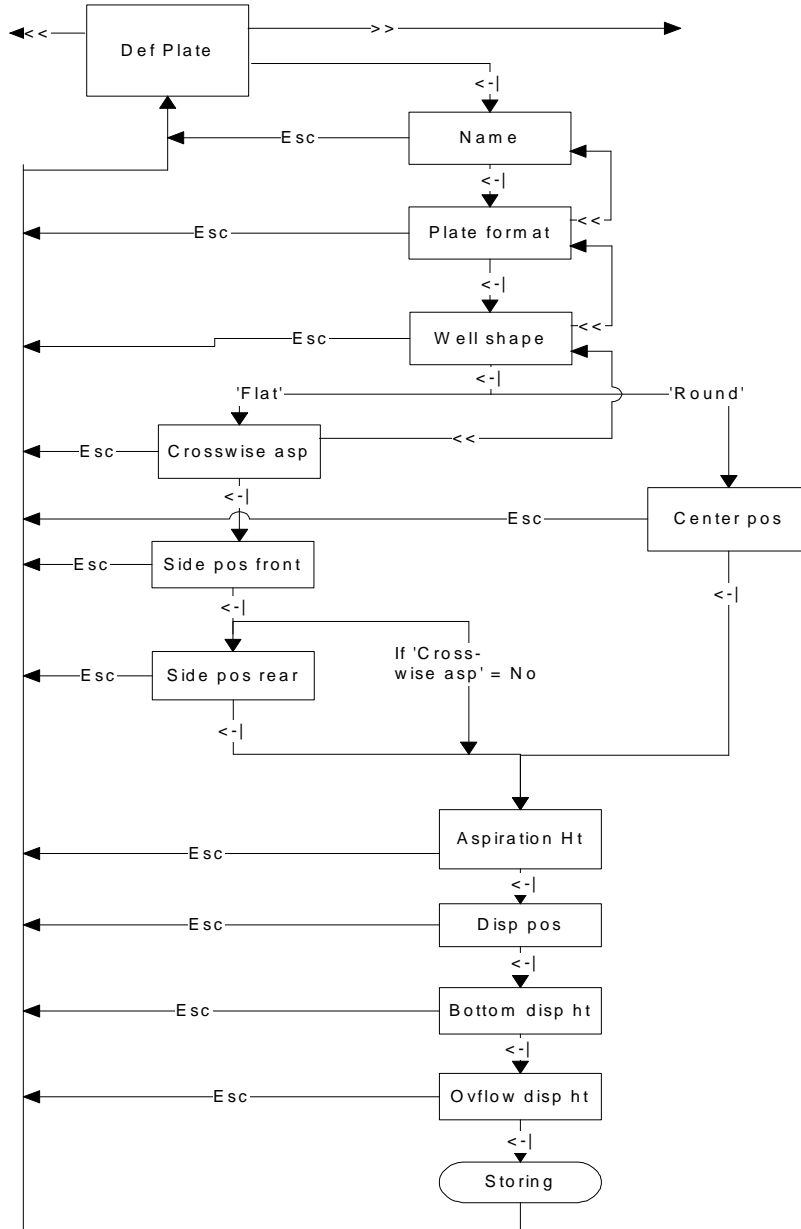 <<
Def Plate
>>
<-|
Esc
Name
<-|
<<
Esc
Plate format
<-|
<<
Esc
Well shape
<-|
'Flat'
'Round'
Esc
Crosswise asp
<<
<-|
Esc
Center pos
Esc
Side pos front
<-|
<-|
If 'Cross-
wise asp' = No
Esc
Side pos rear
<-|
Esc
Aspiration Ht
<-|
Esc
Disp pos
<-|
Esc
Bottom disp ht
<-|
Esc
Ovflow disp ht
<-|
Storing